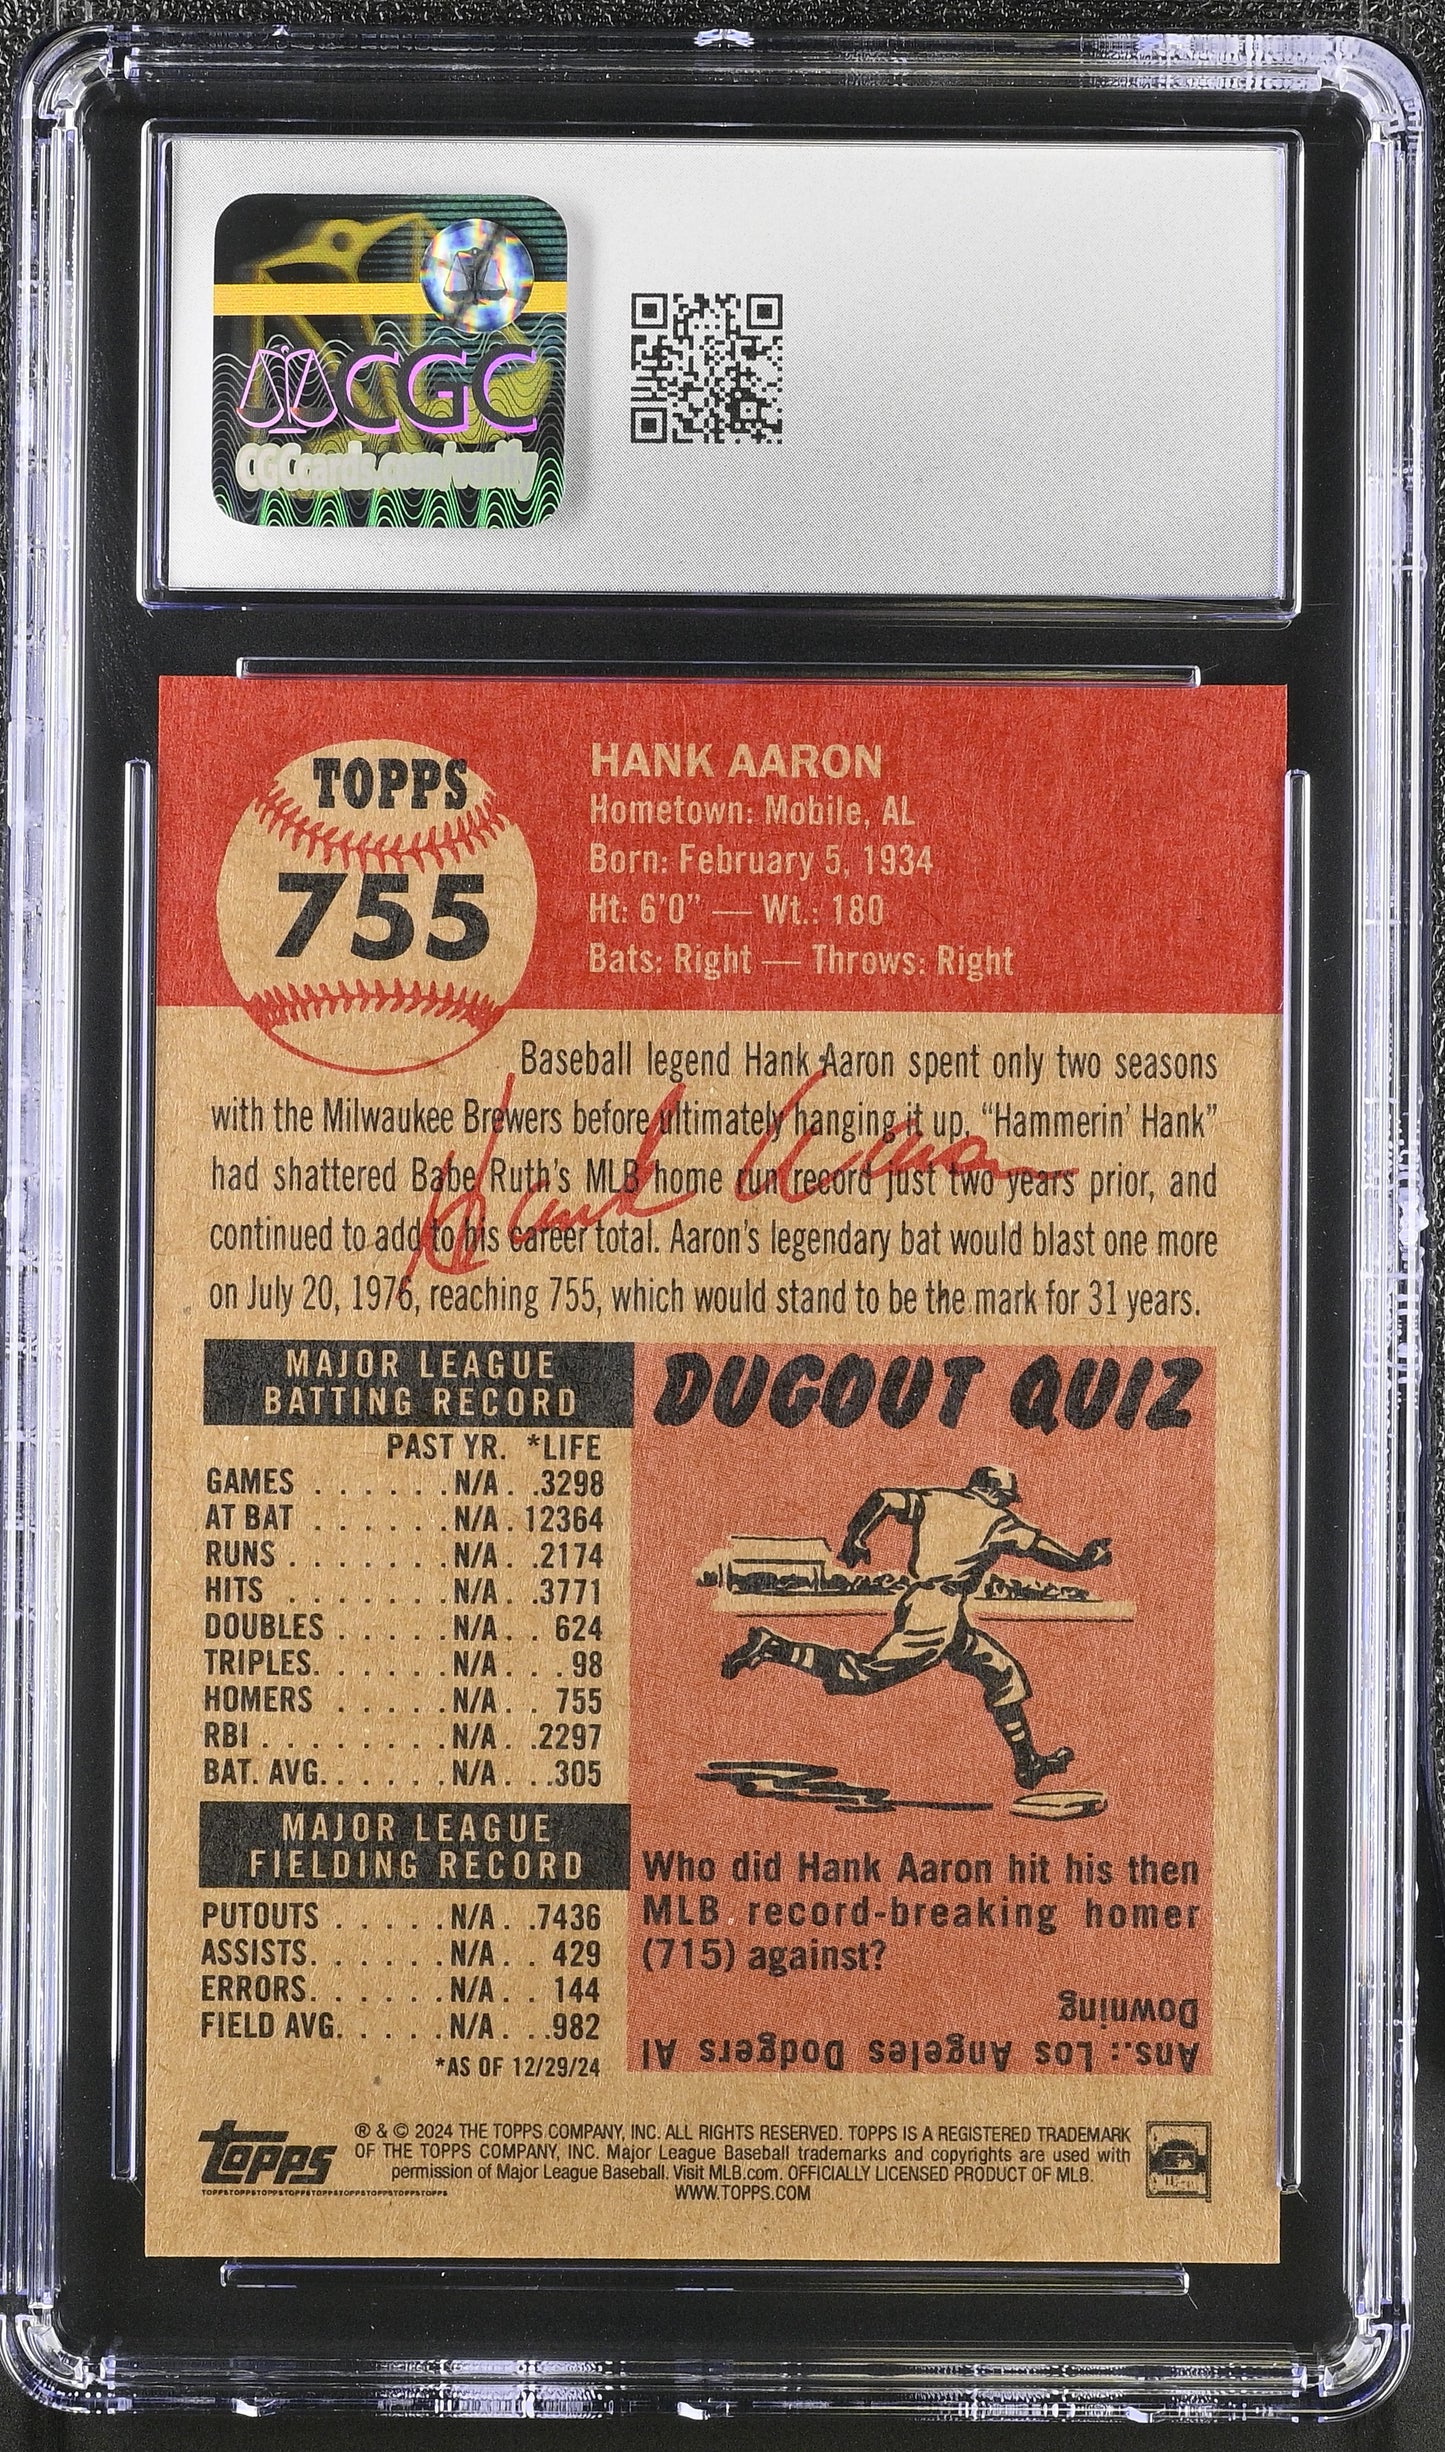 CGC
CGCcards.com/verify
TOPPS
755
HANK AARON
Hometown: Mobile, AL
Born: February 5, 1934
Ht: 6'0" — Wt.: 180
Bats: Right — Throws: Right
Baseball legend Hank Aaron spent only two seasons
with the Milwaukee Brewers before ultimately hanging it up. “Hammerin’ Hank”
had shattered Babe Ruth’s MLB home run record just two years prior, and
continued to add to his career total. Aaron’s legendary bat would blast one more
on July 20, 1976, reaching 755, which would stand to be the mark for 31 years.
Hank Aaron
MAJOR LEAGUE
BATTING RECORD
PAST YR. *LIFE
GAMES . . . . . . N/A . .3298
AT BAT . . . . . . N/A . 12364
RUNS . . . . . . . N/A . .2174
HITS . . . . . . . N/A . .3771
DOUBLES . . . . . N/A . . 624
TRIPLES. . . . . . N/A . . . 98
HOMERS . . . . . N/A . . 755
RBI . . . . . . . . N/A . .2297
BAT. AVG. . . . . . N/A . . .305
MAJOR LEAGUE
FIELDING RECORD
PUTOUTS . . . . . N/A . .7436
ASSISTS. . . . . . N/A . . 429
ERRORS. . . . . . N/A . . 144
FIELD AVG. . . . . N/A . . .982
*AS OF 12/29/24
DUGOUT QUIZ
Who did Hank Aaron hit his then
MLB record-breaking homer
(715) against?
Ans.: Los Angeles Dodgers Al
Downing
topps
TOPPSTOPPSTOPPSTOPPSTOPPSTOPPSTOPPSTOPPS
® & © 2024 THE TOPPS COMPANY, INC. ALL RIGHTS RESERVED. TOPPS IS A REGISTERED TRADEMARK
OF THE TOPPS COMPANY, INC. Major League Baseball trademarks and copyrights are used with
permission of Major League Baseball. Visit MLB.com. OFFICIALLY LICENSED PRODUCT OF MLB.
WWW.TOPPS.COM